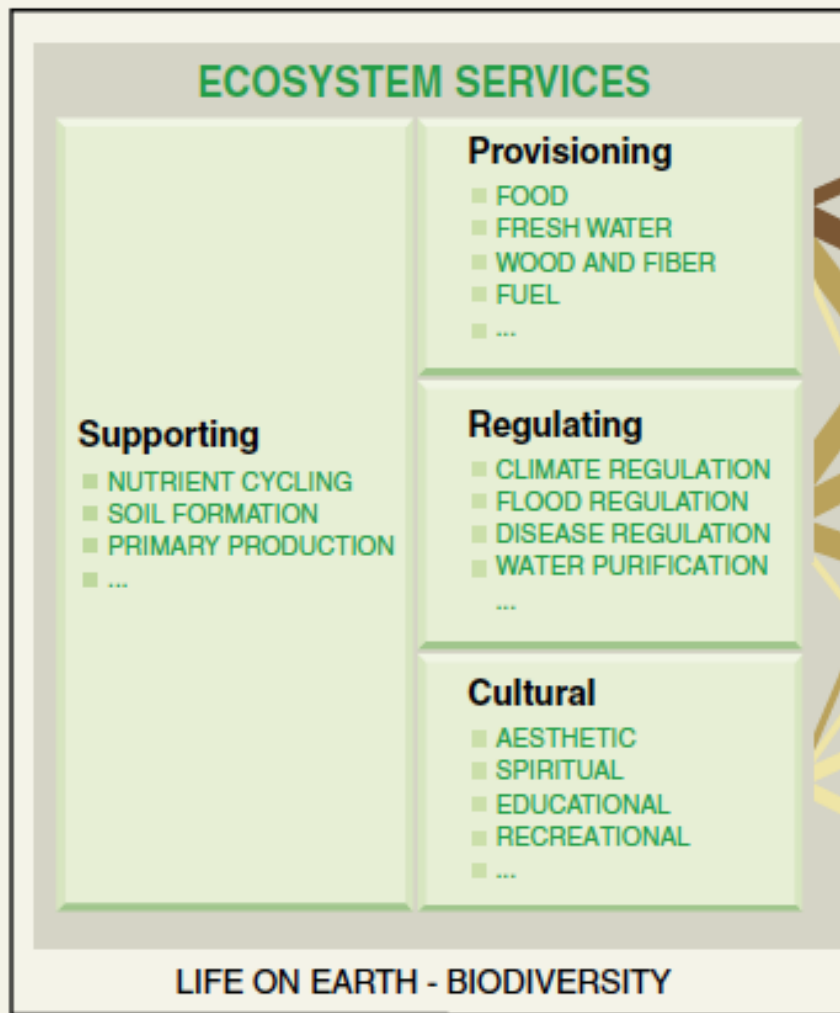 ECOSYSTEM SERVICES
Supporting
NUTRIENT CYCLING
SOIL FORMATION
PRIMARY PRODUCTION
...
Provisioning
FOOD
FRESH WATER
WOOD AND FIBER
FUEL
...
Regulating
CLIMATE REGULATION
FLOOD REGULATION
DISEASE REGULATION
WATER PURIFICATION
...
Cultural
AESTHETIC
SPIRITUAL
EDUCATIONAL
RECREATIONAL
...
LIFE ON EARTH - BIODIVERSITY